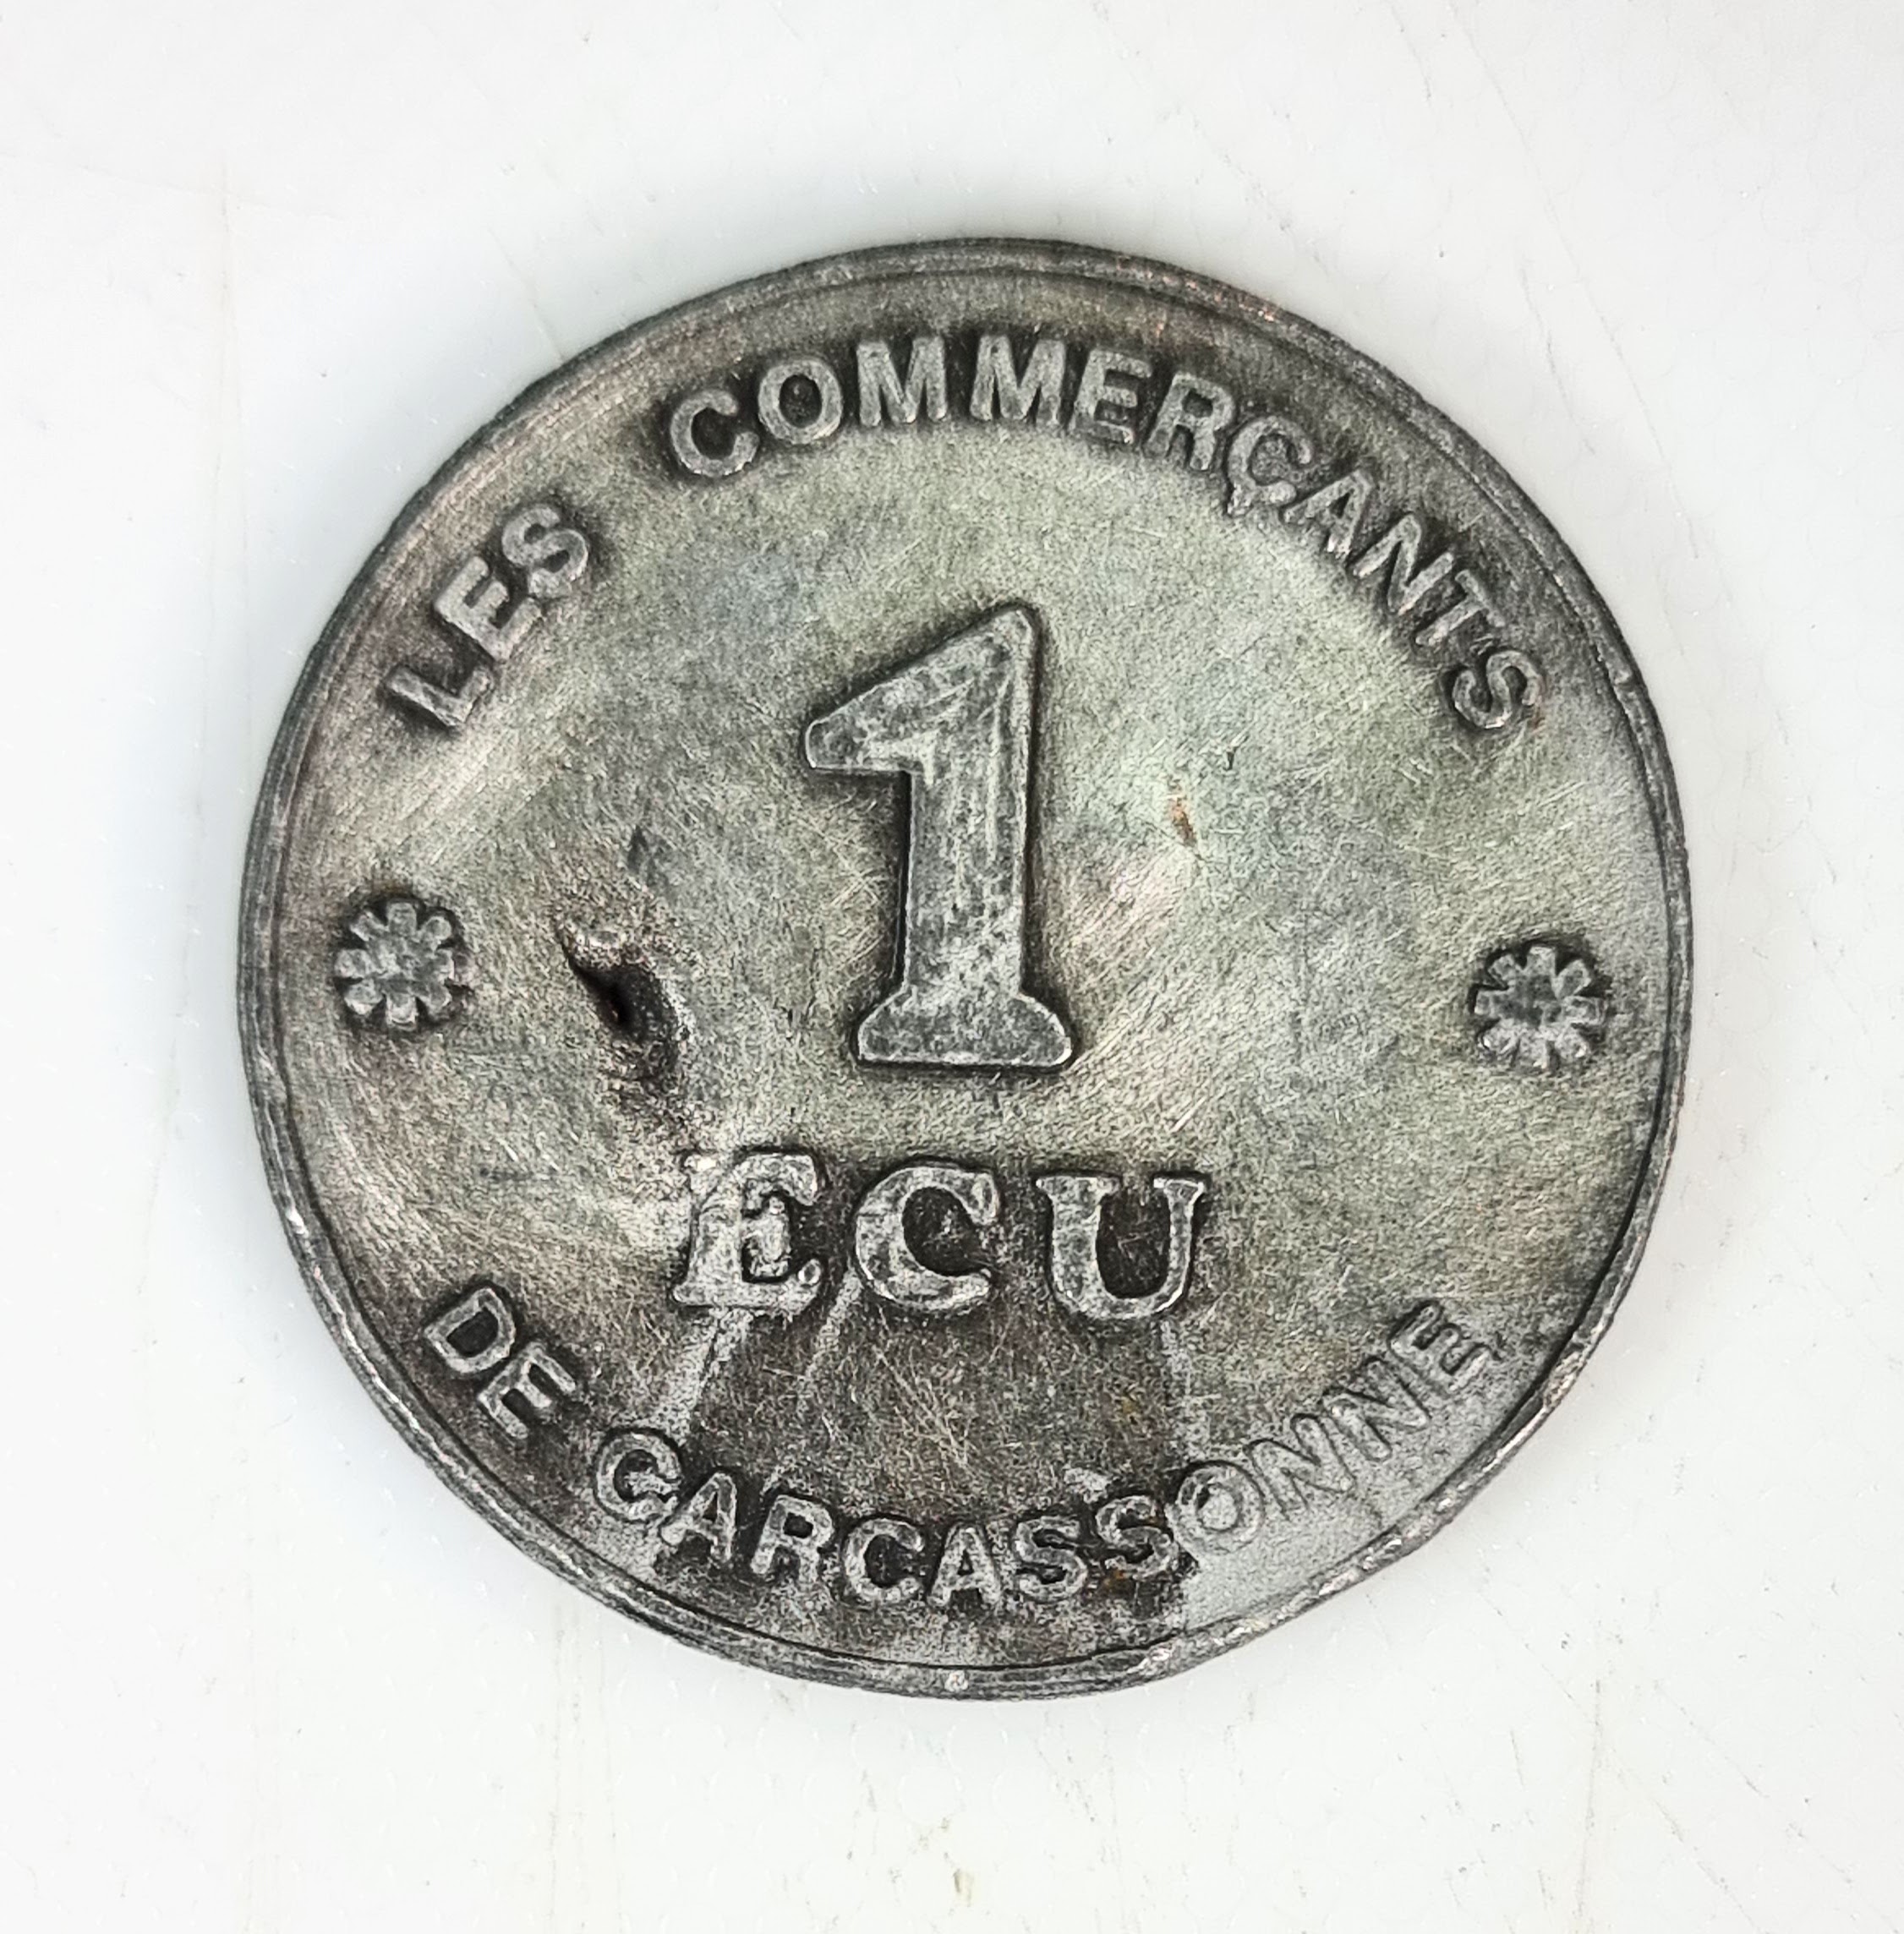 LES COMMERÇANTS
1
ECU
DE CARCASSONNE